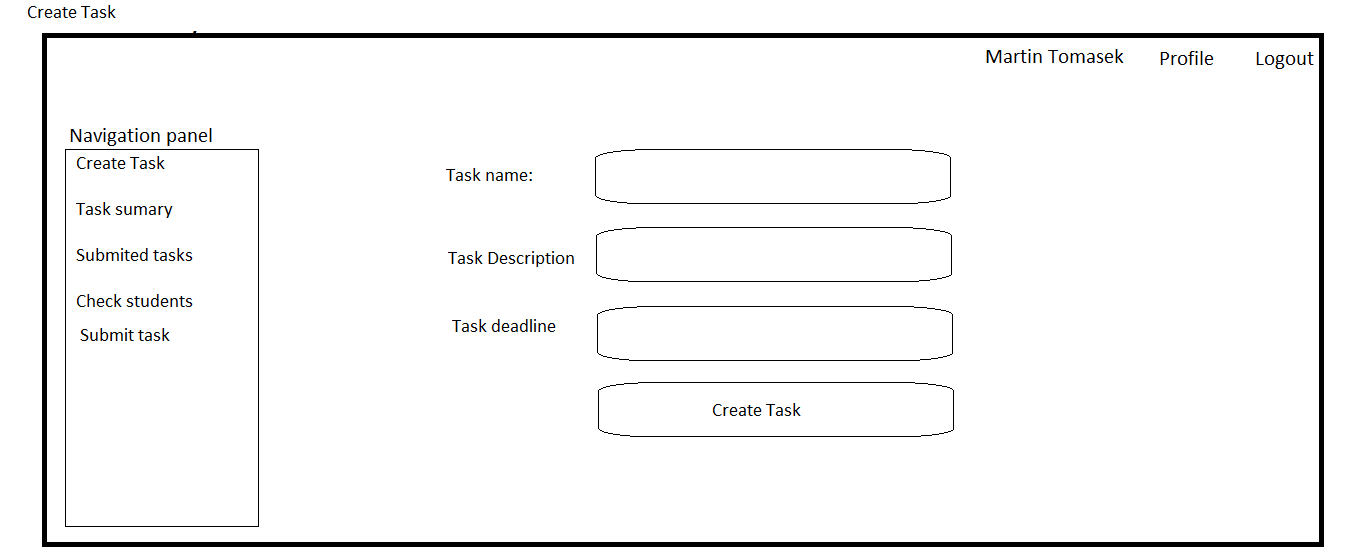 Create Task
Martin Tomasek Profile Logout
Navigation panel
Create Task
Task sumary
Submited tasks
Check students
Submit task
Task name:
Task Description
Task deadline
Create Task